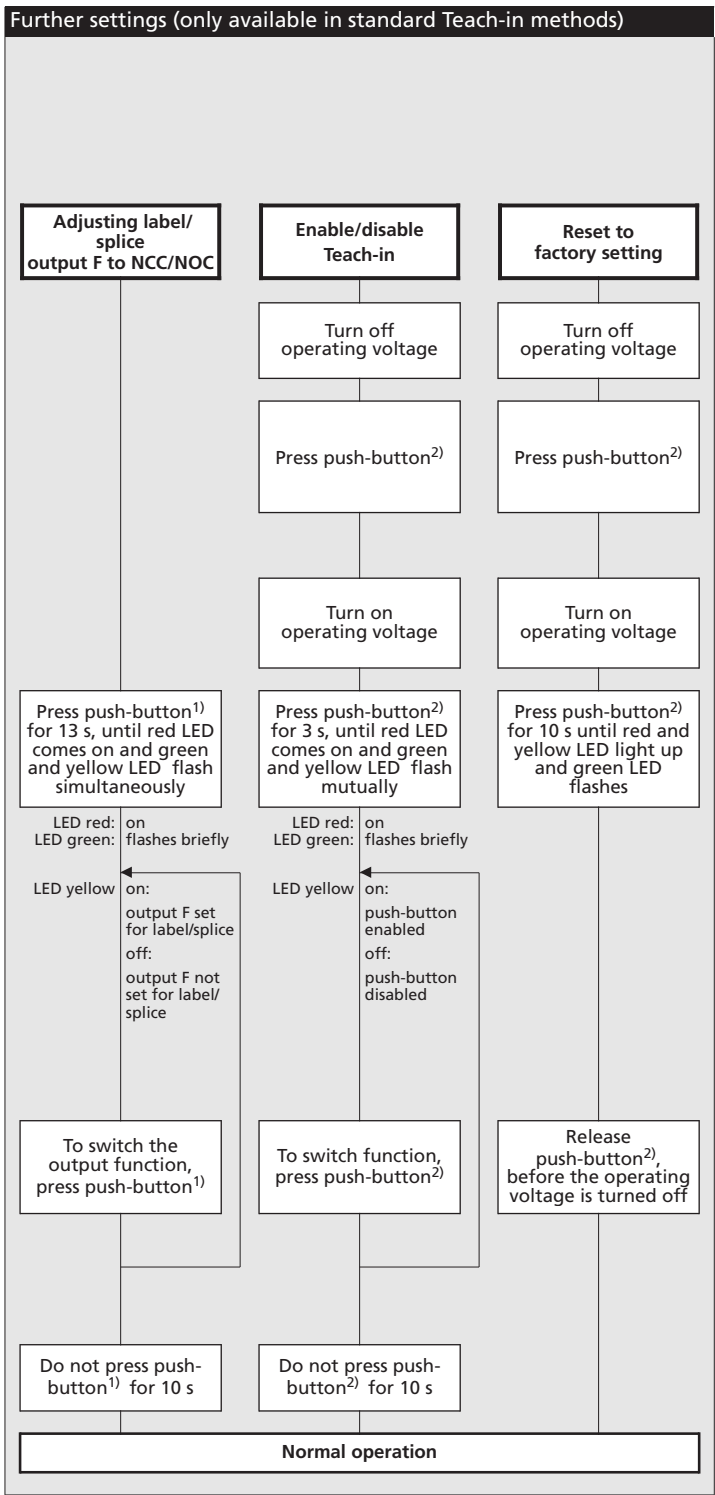 Further settings (only available in standard Teach-in methods)
Adjusting label/
splice
output F to NCC/NOC
Press push-button1)
for 13 s, until red LED
comes on and green
and yellow LED flash
simultaneously
LED red: on
LED green: flashes briefly
LED yellow on:
output F set
for label/splice
off:
output F not
set for label/
splice
To switch the
output function,
press push-button1)
Do not press push-
button1) for 10 s
Enable/disable
Teach-in
Turn off
operating voltage
Press push-button2)
Turn on
operating voltage
Press push-button2)
for 3 s, until red LED
comes on and green
and yellow LED flash
mutually
LED red: on
LED green: flashes briefly
LED yellow on:
push-button
enabled
off:
push-button
disabled
To switch function,
press push-button2)
Do not press push-
button2) for 10 s
Reset to
factory setting
Turn off
operating voltage
Press push-button2)
Turn on
operating voltage
Press push-button2)
for 10 s until red and
yellow LED light up
and green LED
flashes
Release
push-button2),
before the operating
voltage is turned off
Normal operation